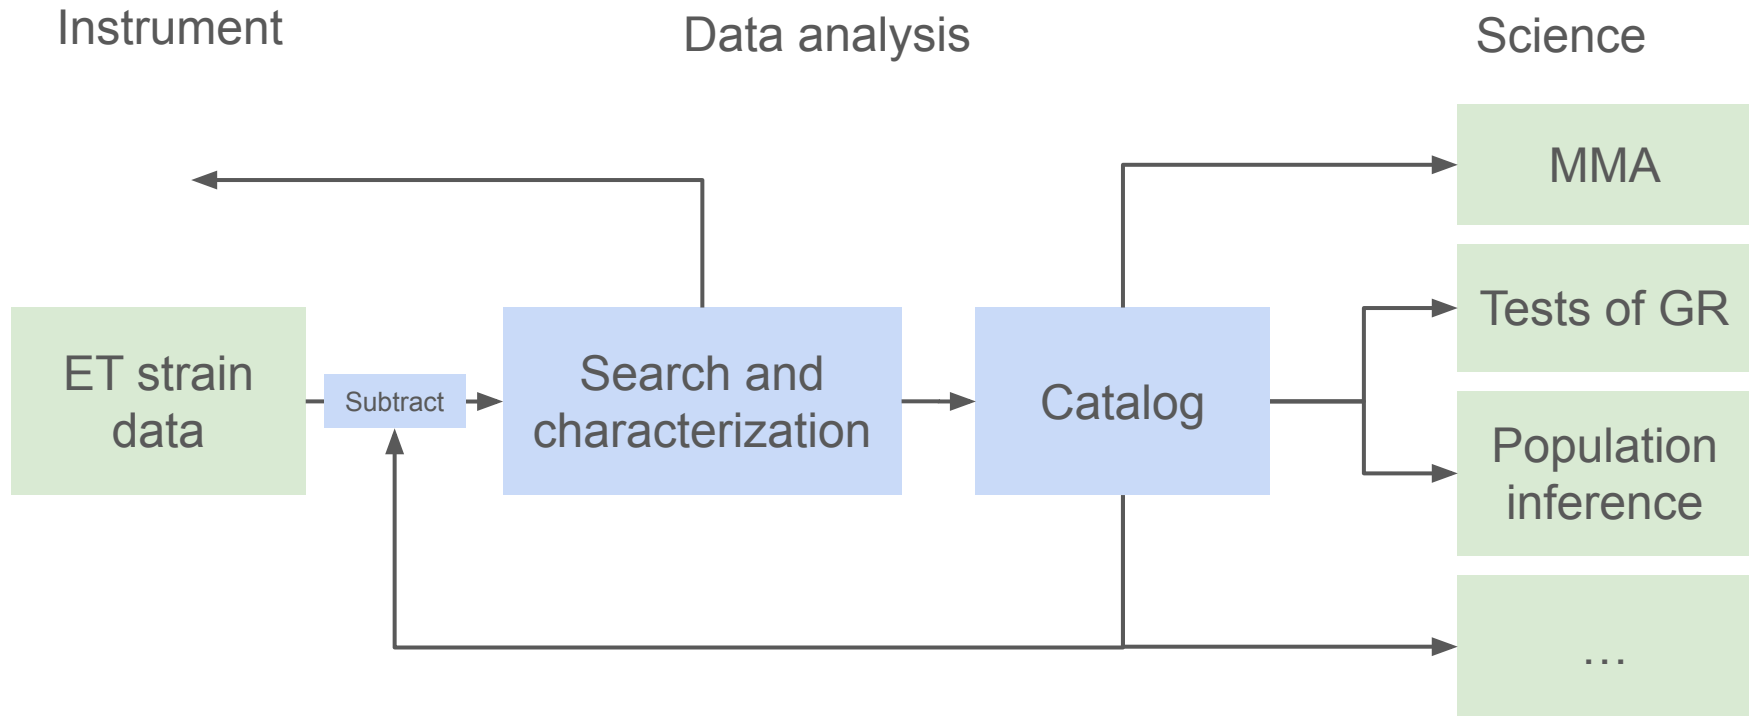 Instrument
Data analysis
Science
MMA
Tests of GR
ET strain
data
Subtract
Search and
characterization
Catalog
Population
inference
...